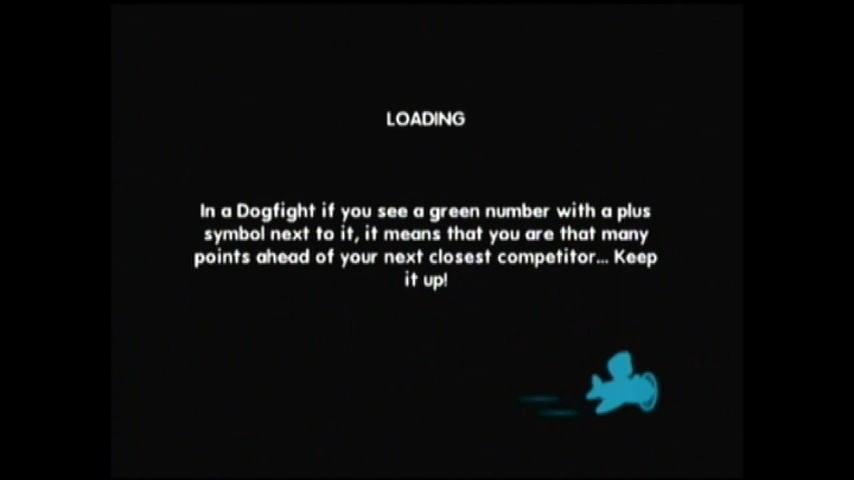 LOADING
In a Dogfight if you see a green number with a plus
symbol next to it, it means that you are that many
points ahead of your next closest competitor... Keep
it up!